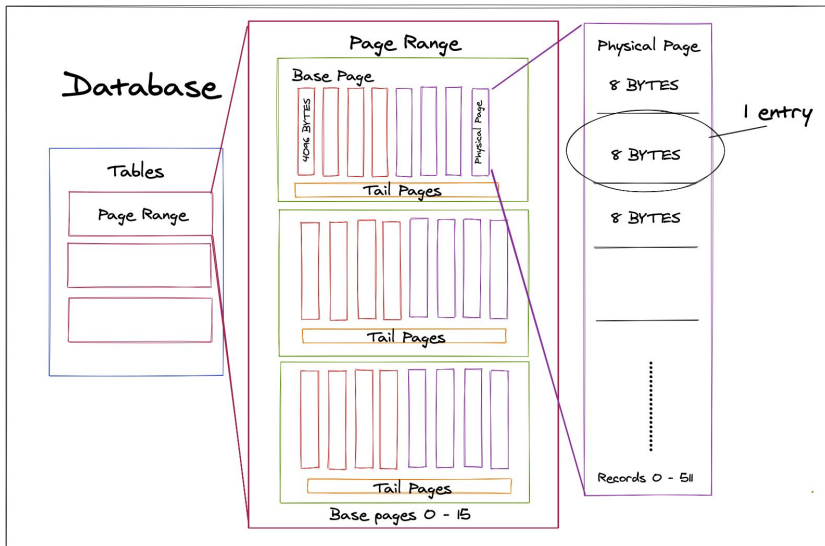 Database
Tables
Page Range
Page Range
Base Page
4096 BYTES
Physical Page
Tail Pages
Tail Pages
Tail Pages
Base pages 0 - 15
Physical Page
8 BYTES
8 BYTES
8 BYTES
1 entry
Records 0 - 511